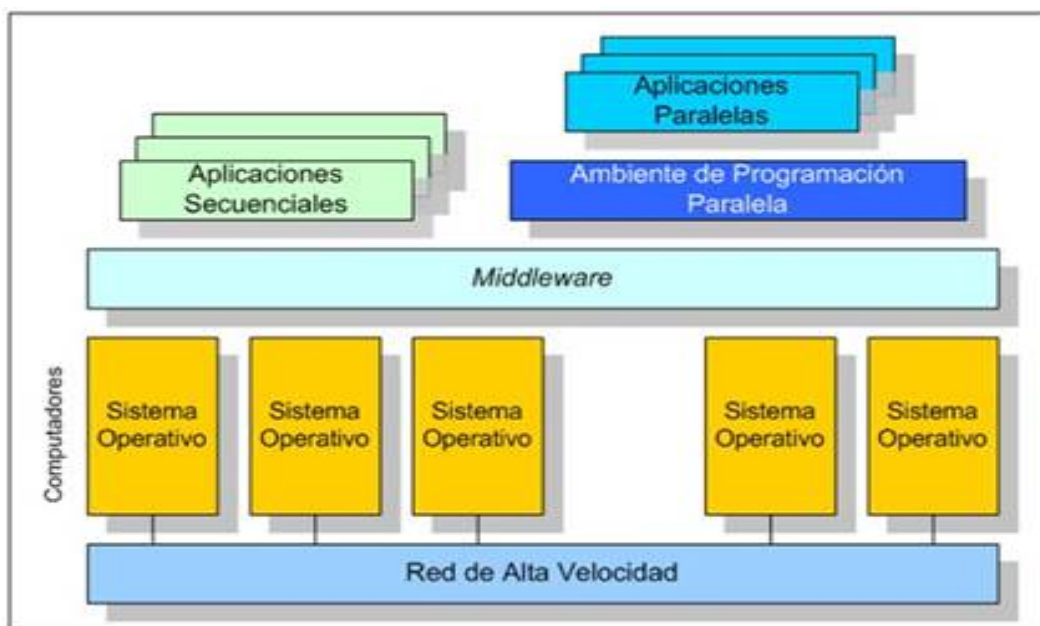 Aplicaciones
Paralelas
Aplicaciones
Secuenciales
Ambiente de Programación
Paralela
Middleware
Computadores
Sistema
Operativo
Sistema
Operativo
Sistema
Operativo
Sistema
Operativo
Sistema
Operativo
Red de Alta Velocidad